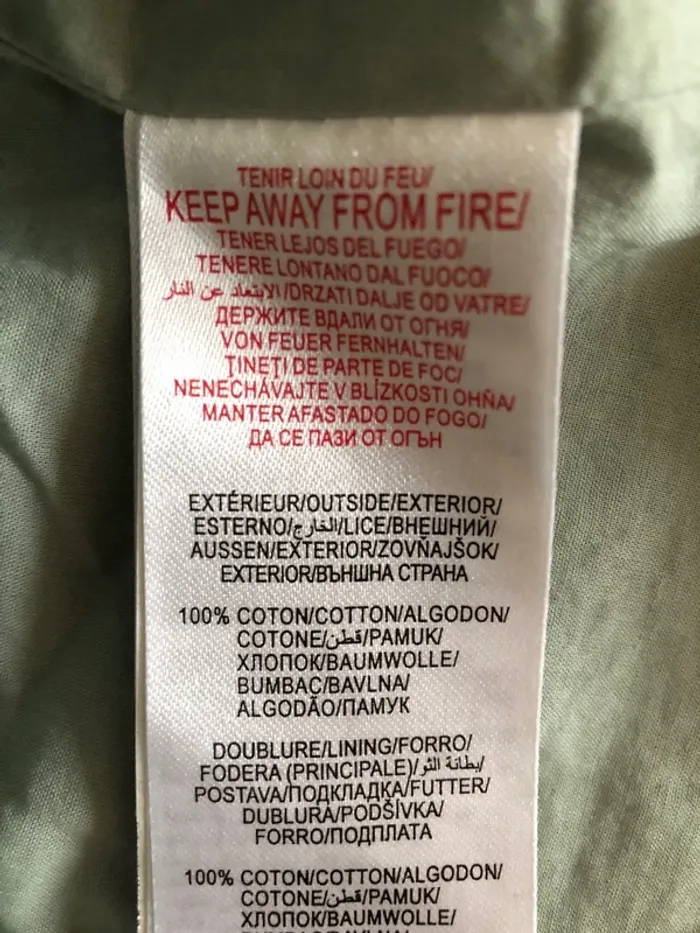 TENIR LOIN DU FEU/
KEEP AWAY FROM FIRE/
TENER LEJOS DEL FUEGO/
TENERE LONTANO DAL FUOCO/
الابتعاد عن النار/DRZATI DALJE OD VATRE/
ДЕРЖИТЕ ВДАЛИ ОТ ОГНЯ/
VON FEUER FERNHALTEN/
ŢINEŢI DE PARTE DE FOC/
NENECHÁVAJTE V BLÍZKOSTI OHŇA/
MANTER AFASTADO DO FOGO/
ДА СЕ ПАЗИ ОТ ОГЪН
EXTÉRIEUR/OUTSIDE/EXTERIOR/
ESTERNO/الخارج/LICE/ВНЕШНИЙ/
AUSSEN/EXTERIOR/ZOVŇAJŠOK/
EXTERIOR/ВЪНШНА СТРАНА
100% COTON/COTTON/ALGODON/
COTONE/قطن/PAMUK/
ХЛОПОК/BAUMWOLLE/
BUMBAC/BAVLNA/
ALGODÃO/ПАМУК
DOUBLURE/LINING/FORRO/
FODERA (PRINCIPALE)/بطانة الثو/
POSTAVA/ПОДКЛАДКА/FUTTER/
DUBLURA/PODŠÍVKA/
FORRO/ПОДПЛАТА
100% COTON/COTTON/ALGODON/
COTONE/قطن/PAMUK/
ХЛОПОК/BAUMWOLLE/